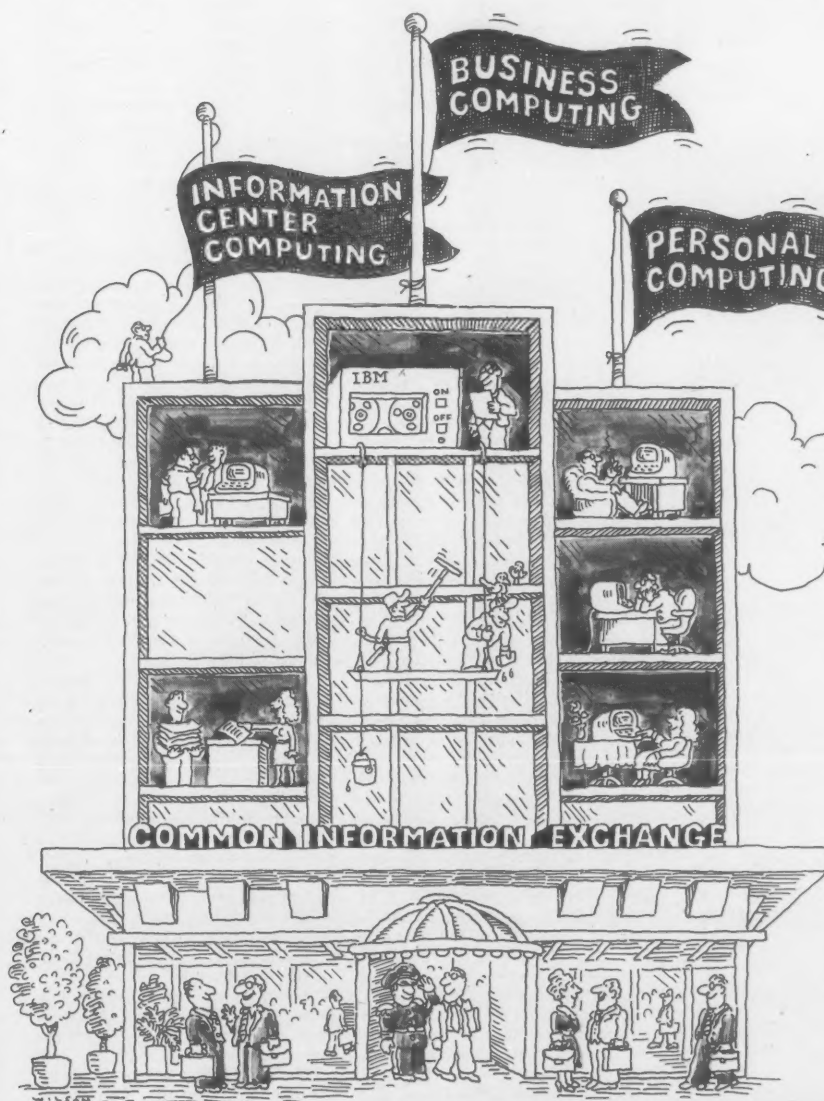 BUSINESS
COMPUTING
INFORMATION
CENTER
COMPUTING
PERSONAL
COMPUTING
IBM
ON
OFF
COMMON INFORMATION EXCHANGE